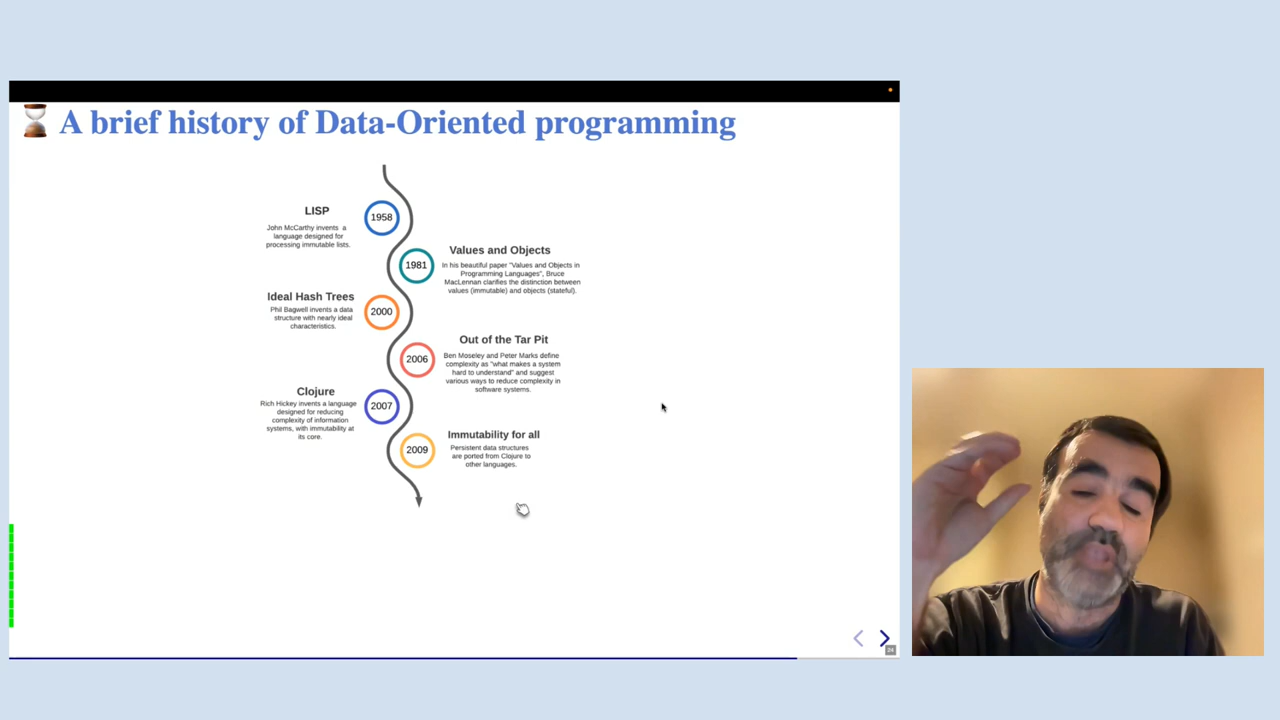 A brief history of Data-Oriented programming
LISP
1958
John McCarthy invents a
language designed for
processing immutable lists.
Values and Objects
1981
In his beautiful paper "Values and Objects in
Programming Languages", Bruce
MacLennan clarifies the distinction between
values (immutable) and objects (stateful).
Ideal Hash Trees
2000
Phil Bagwell invents a data
structure with nearly ideal
characteristics.
Out of the Tar Pit
2006
Ben Moseley and Peter Marks define
complexity as "what makes a system
hard to understand" and suggest
various ways to reduce complexity in
software systems.
Clojure
2007
Rich Hickey invents a language
designed for reducing
complexity of information
systems, with immutability at
its core.
Immutability for all
2009
Persistent data structures
are ported from Clojure to
other languages.
24